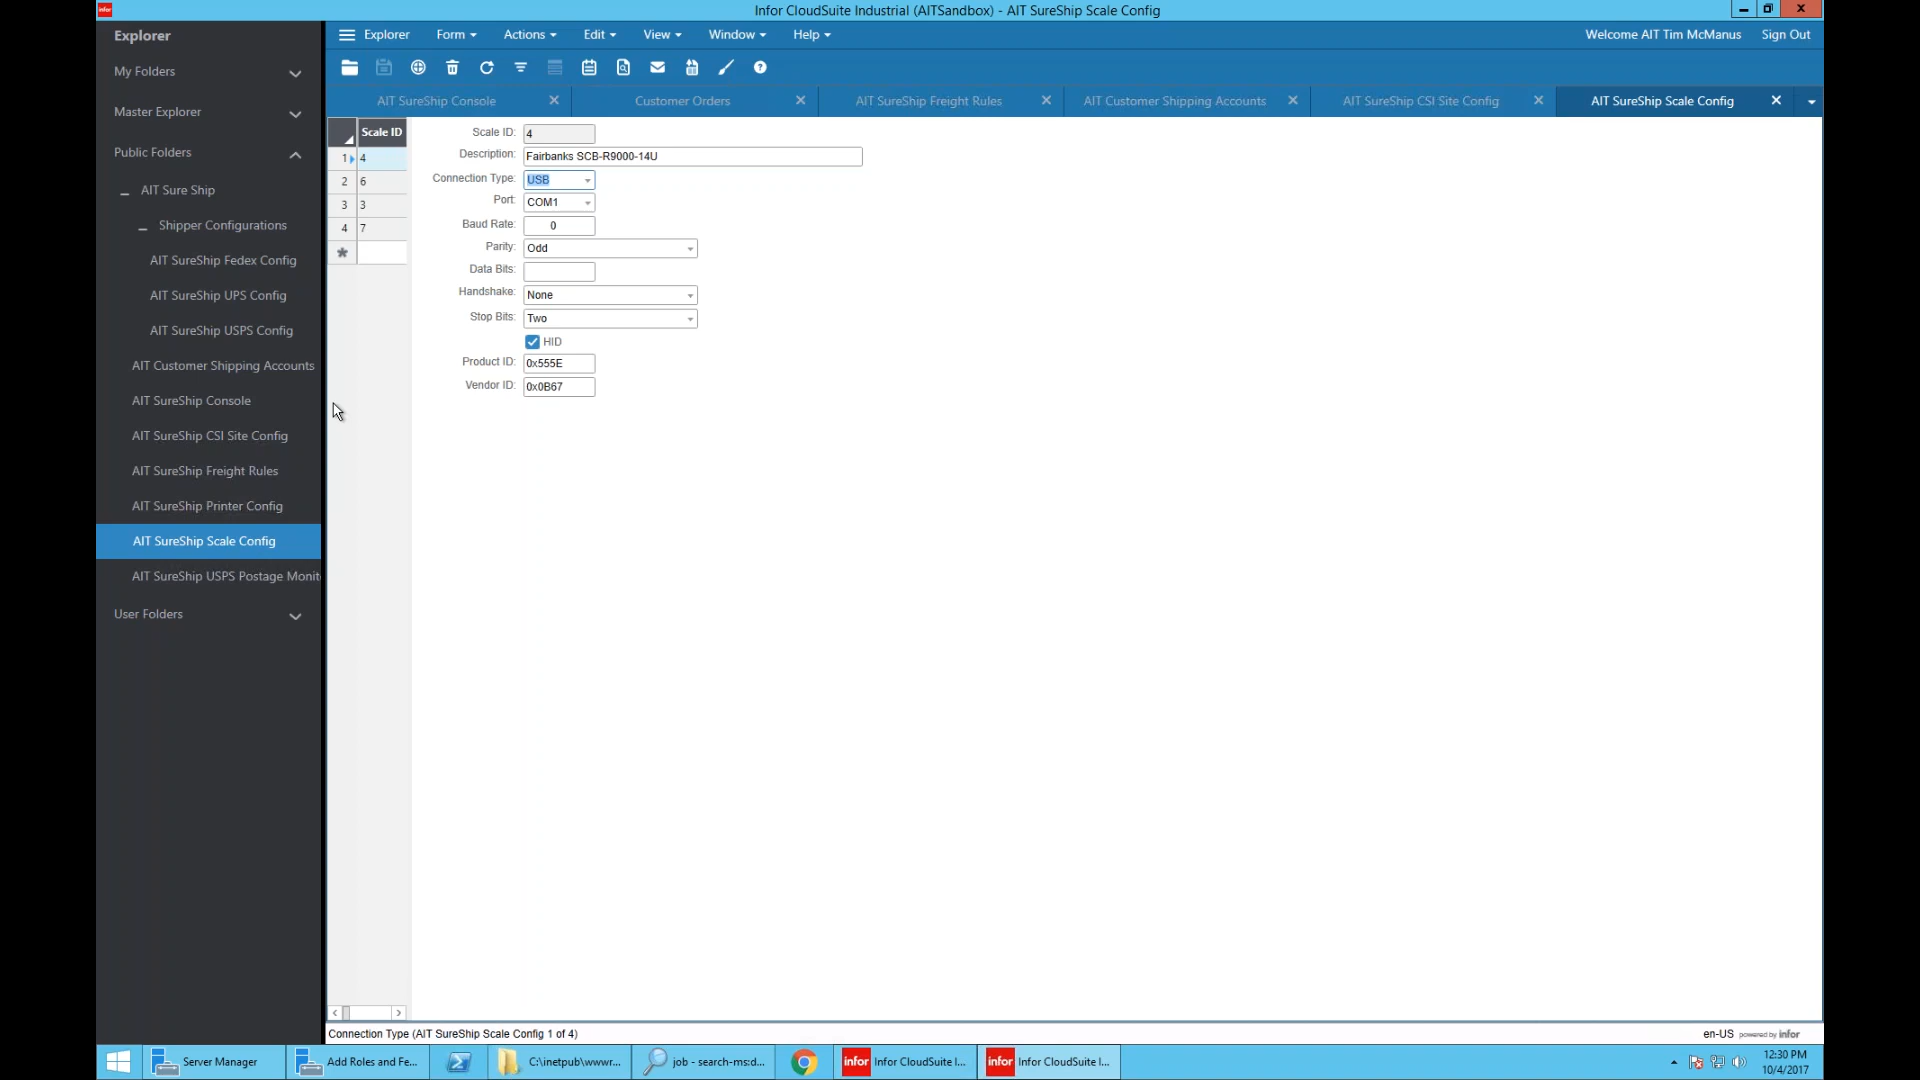 infor
Infor CloudSuite Industrial (AITSandbox) - AIT SureShip Scale Config
Explorer
My Folders
Master Explorer
Public Folders
AIT Sure Ship
Shipper Configurations
AIT SureShip Fedex Config
AIT SureShip UPS Config
AIT SureShip USPS Config
AIT Customer Shipping Accounts
AIT SureShip Console
AIT SureShip CSI Site Config
AIT SureShip Freight Rules
AIT SureShip Printer Config
AIT SureShip Scale Config
AIT SureShip USPS Postage Monit
User Folders
Explorer Form Actions Edit View Window Help Welcome AIT Tim McManus Sign Out
AIT SureShip Console Customer Orders AIT SureShip Freight Rules AIT Customer Shipping Accounts AIT SureShip CSI Site Config AIT SureShip Scale Config
Scale ID
1 4
2 6
3 3
4 7
Scale ID: 4
Description: Fairbanks SCB-R9000-14U
Connection Type: USB
Port: COM1
Baud Rate: 0
Parity: Odd
Data Bits:
Handshake: None
Stop Bits: Two
HID
Product ID: 0x555E
Vendor ID: 0x0B67
Connection Type (AIT SureShip Scale Config 1 of 4) en-US powered by infor
Server Manager Add Roles and Fe... C:\inetpub\wwwr... job - search-ms:d... infor Infor CloudSuite I... infor Infor CloudSuite I... 12:30 PM
10/4/2017